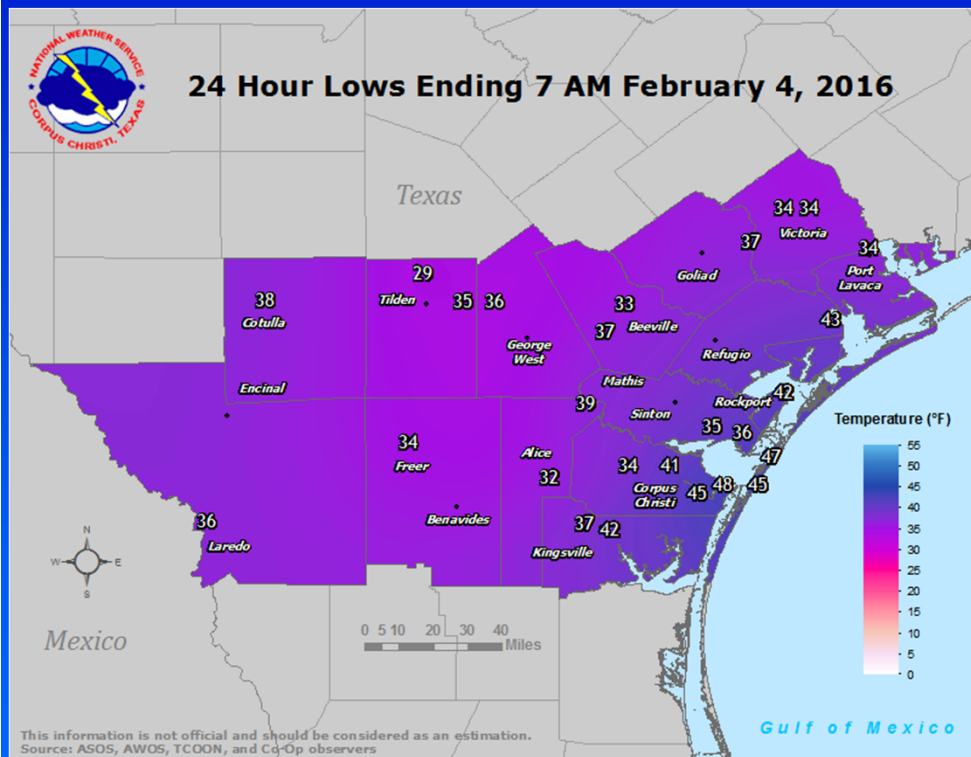 NATIONAL WEATHER SERVICE
CORPUS CHRISTI, TEXAS
24 Hour Lows Ending 7 AM February 4, 2016
Texas
34 34
Victoria
37
34
Goliad
Port
Lavaca
29
38
Tilden
35 36
33
Cotulla
37
Beeville
43
George
West
Refugio
Encinal
Mathis
39
Sinton
Rockport
42
Temperature (°F)
55
50
45
40
35
30
25
20
15
10
5
0
35
36
34
Freer
Alice
32
34
41
47
Corpus
Christi
45
48
45
Benavides
36
Laredo
37
42
Kingsville
N
W
E
S
Mexico
0 5 10 20 30 40
Miles
Gulf of Mexico
This information is not official and should be considered as an estimation.
Source: ASOS, AWOS, TCOON, and Co-Op observers